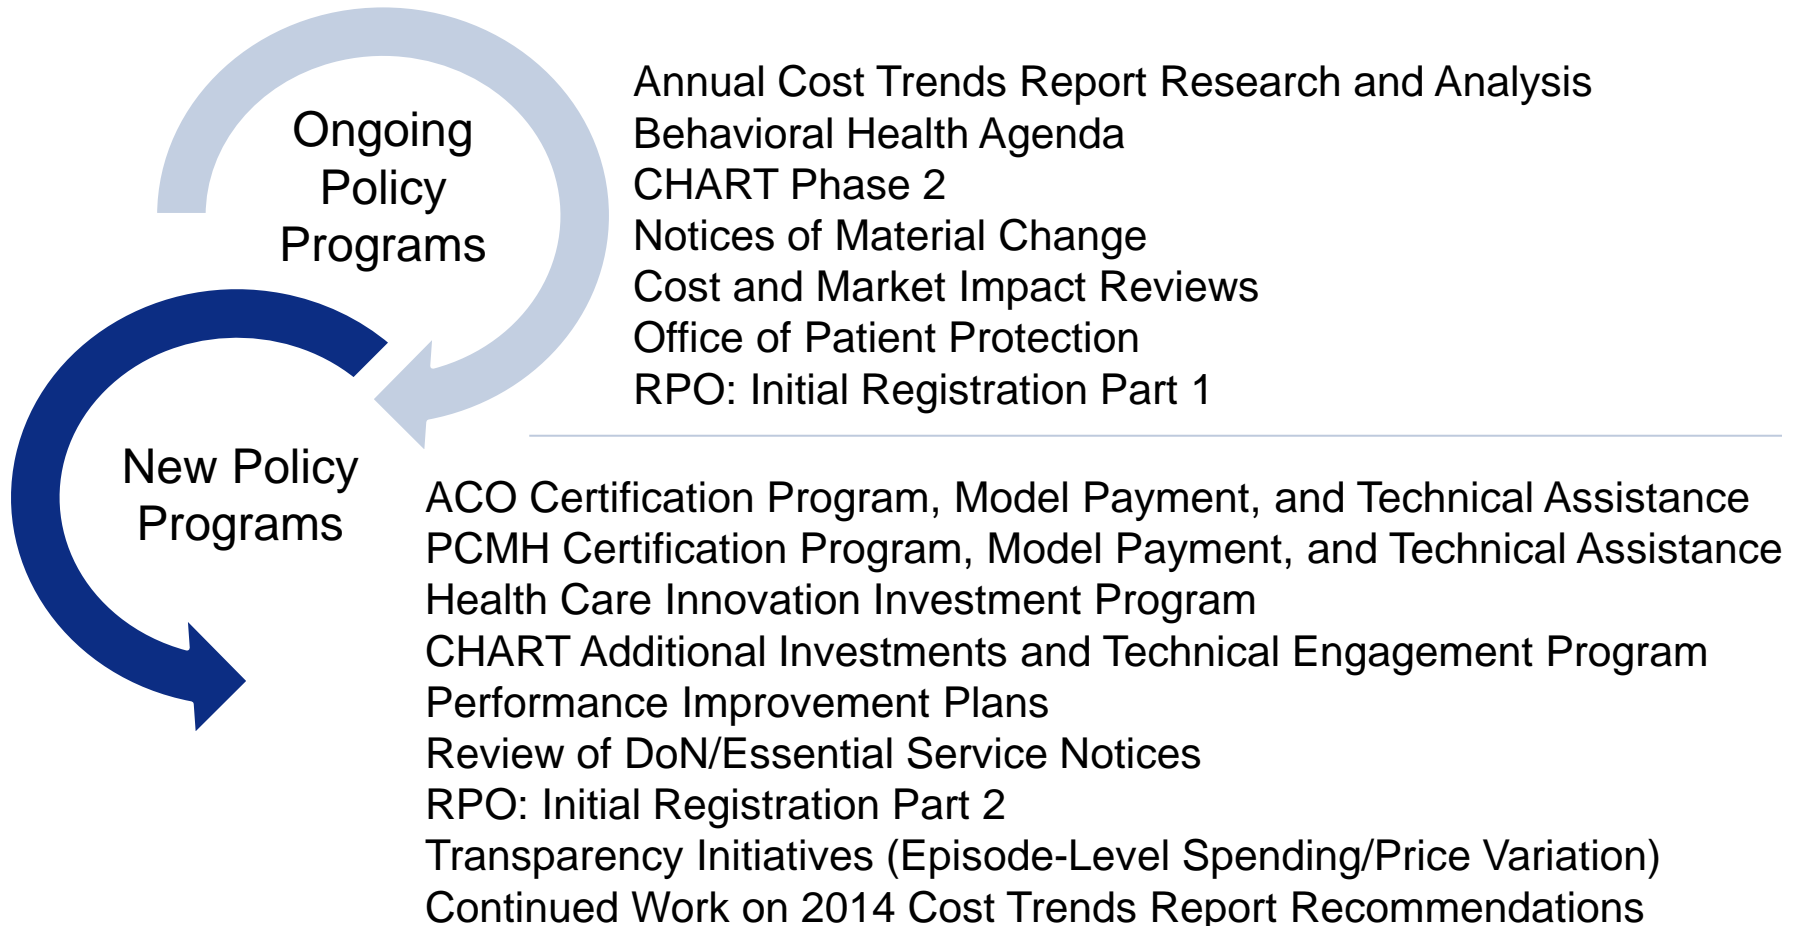 Ongoing
Policy
Programs
Annual Cost Trends Report Research and Analysis
Behavioral Health Agenda
CHART Phase 2
Notices of Material Change
Cost and Market Impact Reviews
Office of Patient Protection
RPO: Initial Registration Part 1
New Policy
Programs
ACO Certification Program, Model Payment, and Technical Assistance
PCMH Certification Program, Model Payment, and Technical Assistance
Health Care Innovation Investment Program
CHART Additional Investments and Technical Engagement Program
Performance Improvement Plans
Review of DoN/Essential Service Notices
RPO: Initial Registration Part 2
Transparency Initiatives (Episode-Level Spending/Price Variation)
Continued Work on 2014 Cost Trends Report Recommendations